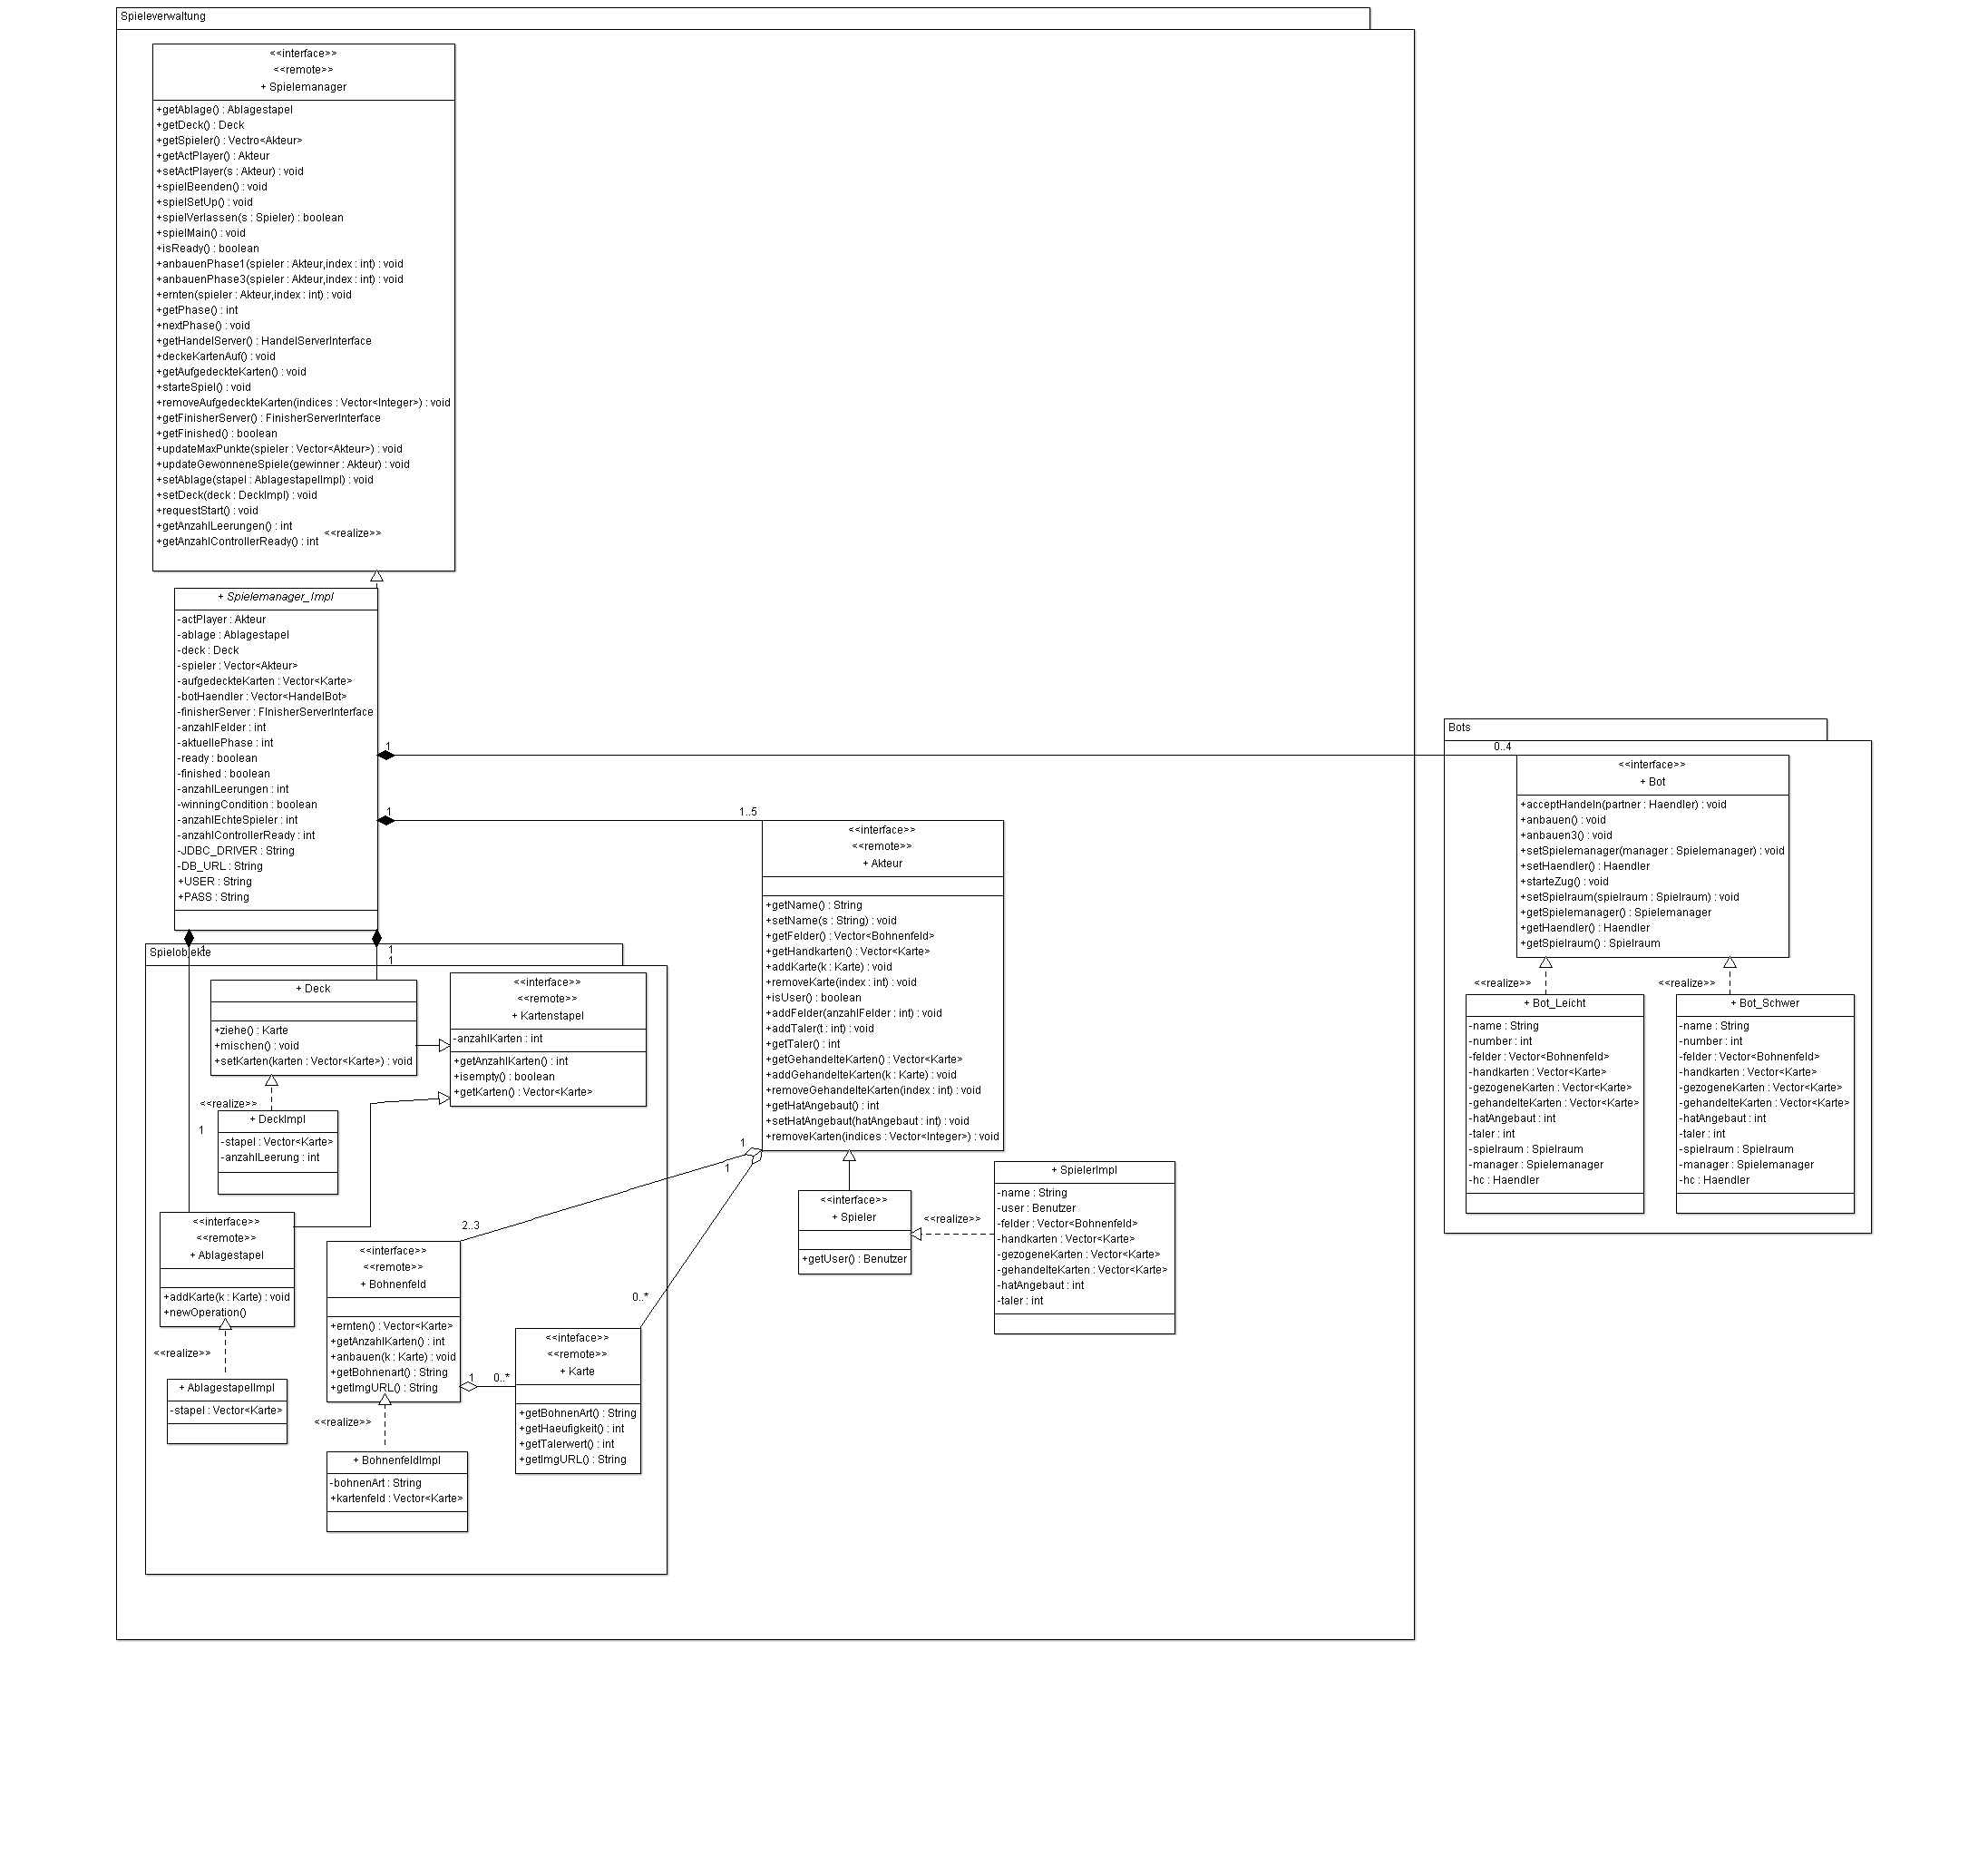 Spieleverwaltung
<<interface>>
<<remote>>
+ Spielemanager
+getAblage() : Ablagestapel
+getDeck() : Deck
+getSpieler() : Vectro<Akteur>
+getActPlayer() : Akteur
+setActPlayer(s : Akteur) : void
+spielBeenden() : void
+spielSetUp() : void
+spielVerlassen(s : Spieler) : boolean
+spielMain() : void
+isReady() : boolean
+anbauenPhase1(spieler : Akteur,index : int) : void
+anbauenPhase3(spieler : Akteur,index : int) : void
+ernten(spieler : Akteur,index : int) : void
+getPhase() : int
+nextPhase() : void
+getHandelServer() : HandelServerInterface
+deckeKartenAuf() : void
+getAufgedeckteKarten() : void
+starteSpiel() : void
+removeAufgedeckteKarten(indices : Vector<Integer>) : void
+getFinisherServer() : FinisherServerInterface
+getFinished() : boolean
+updateMaxPunkte(spieler : Vector<Akteur>) : void
+updateGewonneneSpiele(gewinner : Akteur) : void
+setAblage(stapel : AblagestapelImpl) : void
+setDeck(deck : DeckImpl) : void
+requestStart() : void
+getAnzahlLeerungen() : int
+getAnzahlControllerReady() : int
<<realize>>
+ Spielemanager_Impl
-actPlayer : Akteur
-ablage : Ablagestapel
-deck : Deck
-spieler : Vector<Akteur>
-aufgedeckteKarten : Vector<Karte>
-botHaendler : Vector<HandelBot>
-finisherServer : FInisherServerInterface
-anzahlFelder : int
-aktuellePhase : int
-ready : boolean
-finished : boolean
-anzahlLeerungen : int
-winningCondition : boolean
-anzahlEchteSpieler : int
-anzahlControllerReady : int
-JDBC_DRIVER : String
-DB_URL : String
+USER : String
+PASS : String
1
0..4
1
1..5
1
1
1
1
Spielobjekte
+ Deck
+ziehe() : Karte
+mischen() : void
+setKarten(karten : Vector<Karte>) : void
<<interface>>
<<remote>>
+ Kartenstapel
-anzahlKarten : int
+getAnzahlKarten() : int
+isempty() : boolean
+getKarten() : Vector<Karte>
<<realize>>
+ DeckImpl
-stapel : Vector<Karte>
-anzahlLeerung : int
<<interface>>
<<remote>>
+ Ablagestapel
+addKarte(k : Karte) : void
+newOperation()
<<realize>>
+ AblagestapelImpl
-stapel : Vector<Karte>
<<interface>>
<<remote>>
+ Bohnenfeld
+ernten() : Vector<Karte>
+getAnzahlKarten() : int
+anbauen(k : Karte) : void
+getBohnenart() : String
+getImgURL() : String
<<realize>>
+ BohnenfeldImpl
-bohnenArt : String
+kartenfeld : Vector<Karte>
1
0..*
<<inteface>>
<<remote>>
+ Karte
+getBohnenArt() : String
+getHaeufigkeit() : int
+getTalerwert() : int
+getImgURL() : String
1
2..3
1
0..*
<<interface>>
<<remote>>
+ Akteur
+getName() : String
+setName(s : String) : void
+getFelder() : Vector<Bohnenfeld>
+getHandkarten() : Vector<Karte>
+addKarte(k : Karte) : void
+removeKarte(index : int) : void
+isUser() : boolean
+addFelder(anzahlFelder : int) : void
+addTaler(t : int) : void
+getTaler() : int
+getGehandelteKarten() : Vector<Karte>
+addGehandelteKarten(k : Karte) : void
+removeGehandelteKarten(index : int) : void
+getHatAngebaut() : int
+setHatAngebaut(hatAngebaut : int) : void
+removeKarten(indices : Vector<Integer>) : void
<<interface>>
+ Spieler
+getUser() : Benutzer
<<realize>>
+ SpielerImpl
-name : String
-user : Benutzer
-felder : Vector<Bohnenfeld>
-handkarten : Vector<Karte>
-gezogeneKarten : Vector<Karte>
-gehandelteKarten : Vector<Karte>
-hatAngebaut : int
-taler : int
Bots
<<interface>>
+ Bot
+acceptHandeln(partner : Haendler) : void
+anbauen() : void
+anbauen3() : void
+setSpielemanager(manager : Spielemanager) : void
+setHaendler() : Haendler
+starteZug() : void
+setSpielraum(spielraum : Spielraum) : void
+getSpielemanager() : Spielemanager
+getHaendler() : Haendler
+getSpielraum() : Spielraum
<<realize>>
<<realize>>
+ Bot_Leicht
-name : String
-number : int
-felder : Vector<Bohnenfeld>
-handkarten : Vector<Karte>
-gezogeneKarten : Vector<Karte>
-gehandelteKarten : Vector<Karte>
-hatAngebaut : int
-taler : int
-spielraum : Spielraum
-manager : Spielemanager
-hc : Haendler
+ Bot_Schwer
-name : String
-number : int
-felder : Vector<Bohnenfeld>
-handkarten : Vector<Karte>
-gezogeneKarten : Vector<Karte>
-gehandelteKarten : Vector<Karte>
-hatAngebaut : int
-taler : int
-spielraum : Spielraum
-manager : Spielemanager
-hc : Haendler